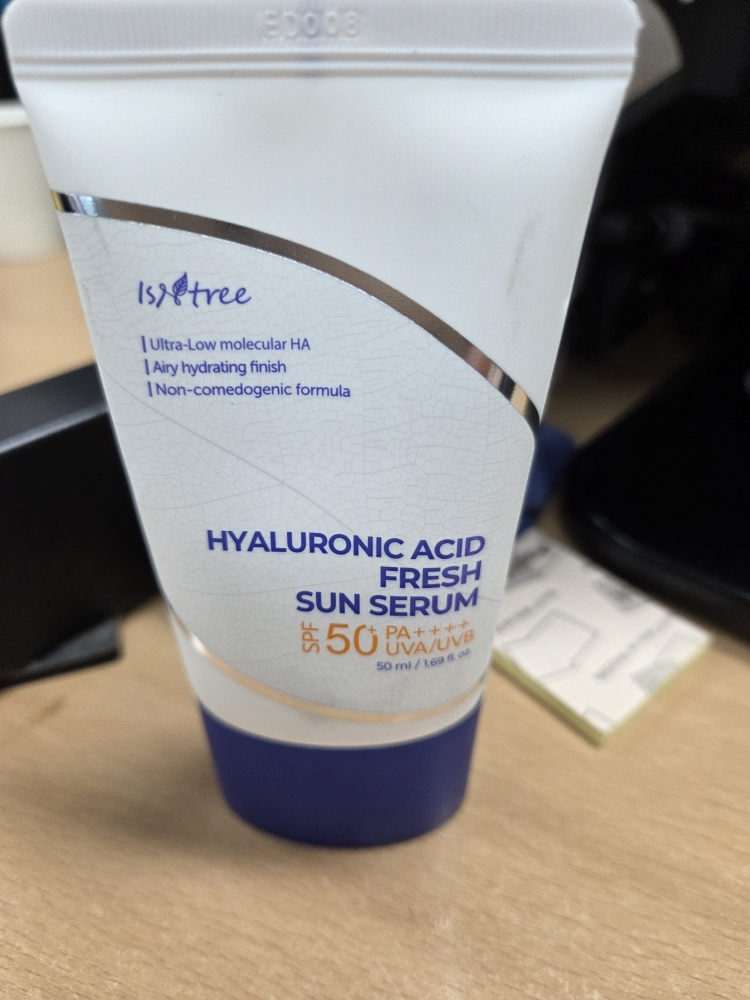 Isntree
Ultra-Low molecular HA
Airy hydrating finish
Non-comedogenic formula
HYALURONIC ACID
FRESH
SUN SERUM
SPF 50+ PA++++
UVA/UVB
50 ml / 1.69 fl. oz.